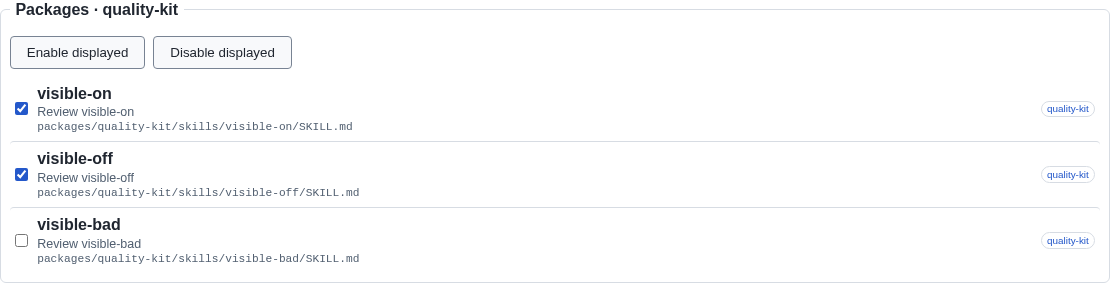 Packages · quality-kit
Enable displayed
Disable displayed
visible-on
Review visible-on
packages/quality-kit/skills/visible-on/SKILL.md
quality-kit
visible-off
Review visible-off
packages/quality-kit/skills/visible-off/SKILL.md
quality-kit
visible-bad
Review visible-bad
packages/quality-kit/skills/visible-bad/SKILL.md
quality-kit